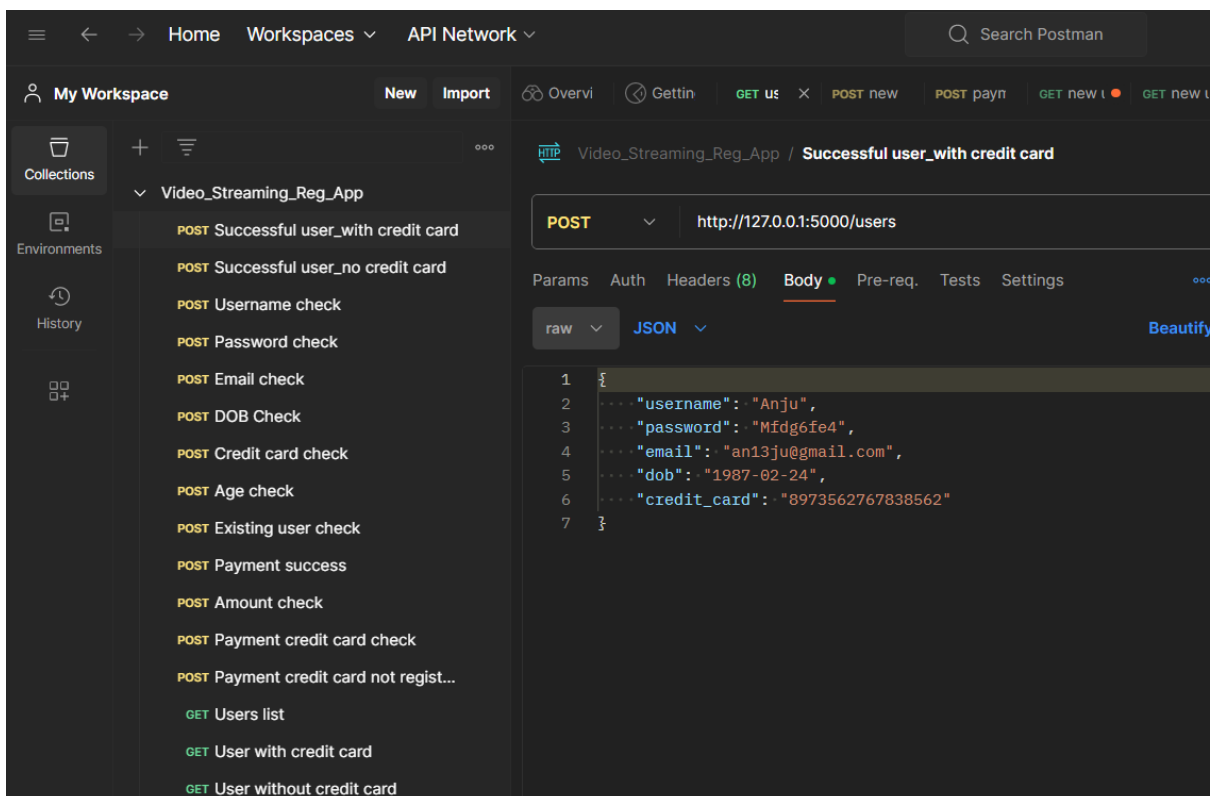 Home Workspaces API Network Search Postman
My Workspace New Import
Overvi Gettin GET us POST new POST payn GET new GET new
Collections
Environments
History
Video_Streaming_Reg_App
POST Successful user_with credit card
POST Successful user_no credit card
POST Username check
POST Password check
POST Email check
POST DOB Check
POST Credit card check
POST Age check
POST Existing user check
POST Payment success
POST Amount check
POST Payment credit card check
POST Payment credit card not regist...
GET Users list
GET User with credit card
GET User without credit card
HTTP Video_Streaming_Reg_App / Successful user_with credit card
POST http://127.0.0.1:5000/users
Params Auth Headers (8) Body Pre-req. Tests Settings
raw JSON Beautify
1 {
2 "username": "Anju",
3 "password": "Mfdg6fe4",
4 "email": "an13ju@gmail.com",
5 "dob": "1987-02-24",
6 "credit_card": "8973562767838562"
7 }